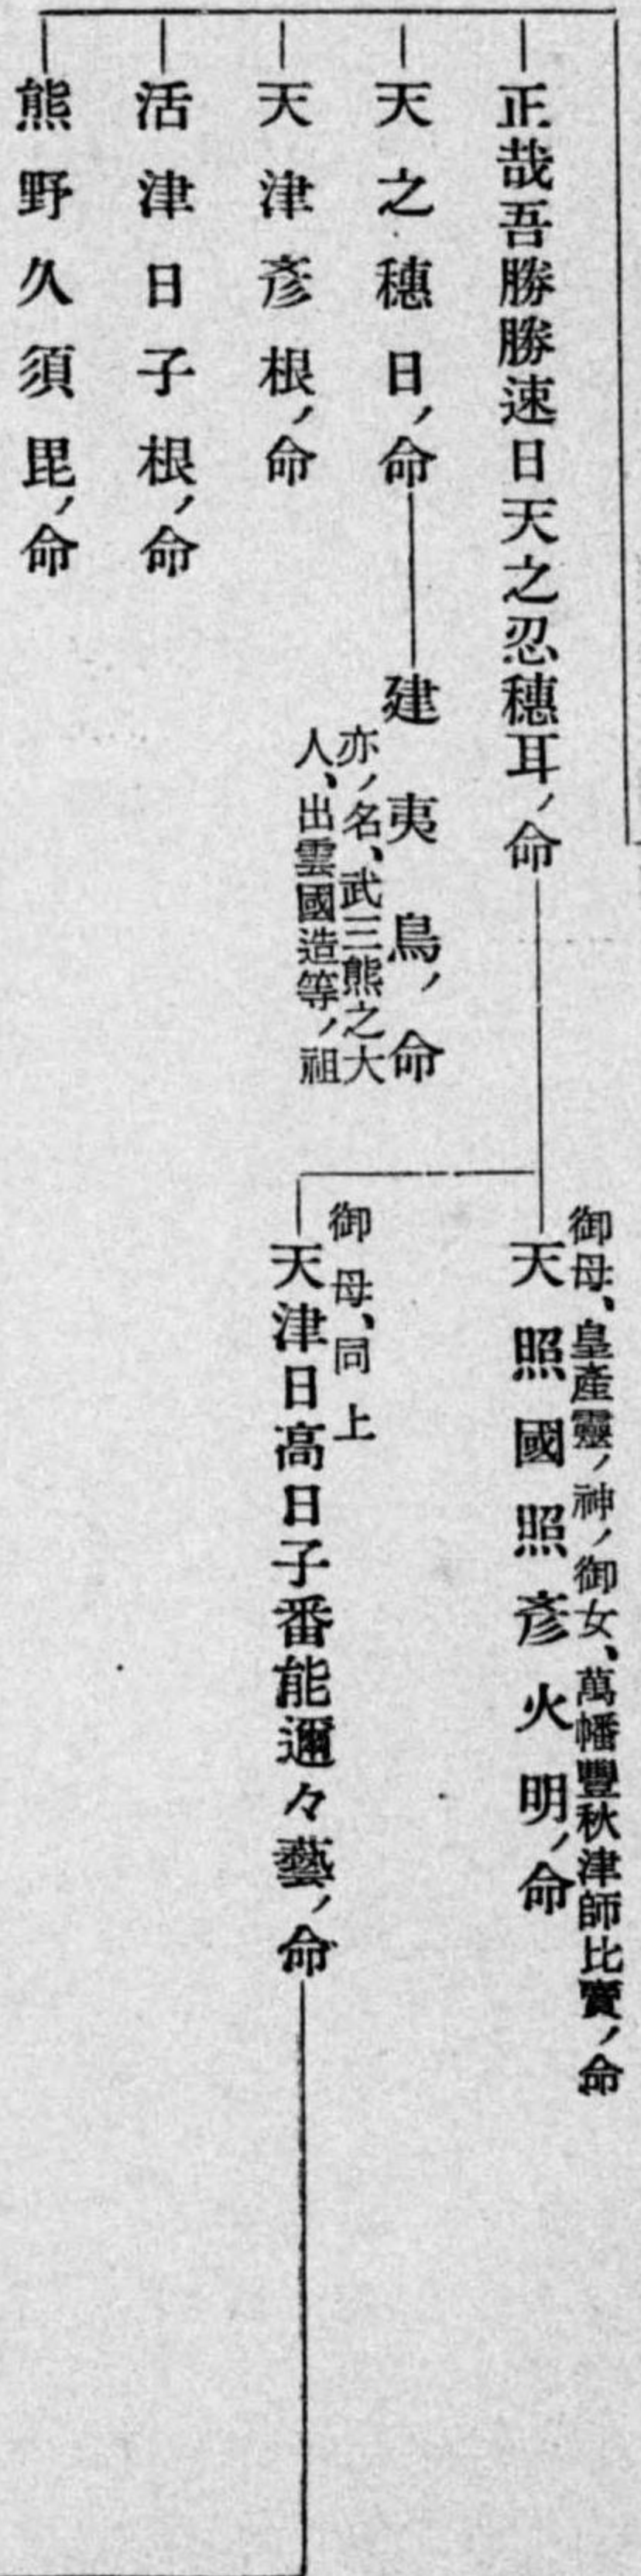 正哉吾勝勝速日天之忍穗耳ノ命
御母、皇產靈ノ神ノ御女、萬幡豐秋津師比賣ノ命
天照國照彥火明ノ命
御母、同上
天津日高日子番能邇々藝ノ命
天之穗日ノ命
建夷鳥ノ命
亦ノ名、武三熊之大
人、出雲國造等ノ祖
天津彥根ノ命
活津日子根ノ命
熊野久須毘ノ命